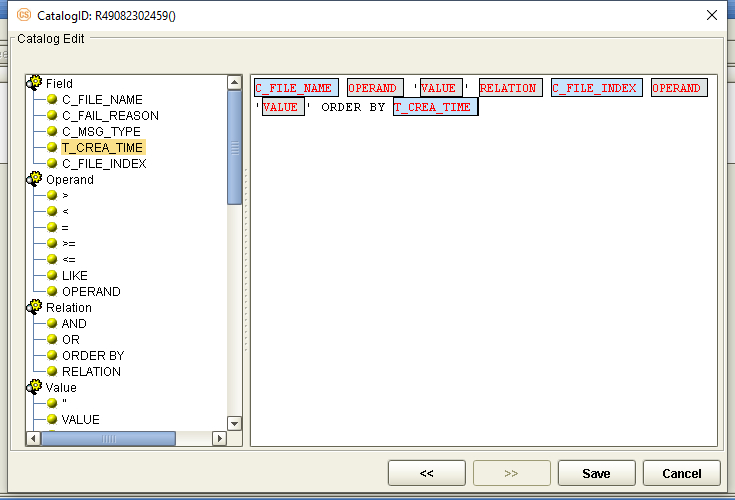 CS CatalogID: R49082302459()
Catalog Edit
Field
C_FILE_NAME
C_FAIL_REASON
C_MSG_TYPE
T_CREA_TIME
C_FILE_INDEX
Operand
>
<
=
>=
<=
LIKE
OPERAND
Relation
AND
OR
ORDER BY
RELATION
Value
"
VALUE
C_FILE_NAME OPERAND 'VALUE' RELATION C_FILE_INDEX OPERAND
'VALUE' ORDER BY T_CREA_TIME
<< >> Save Cancel